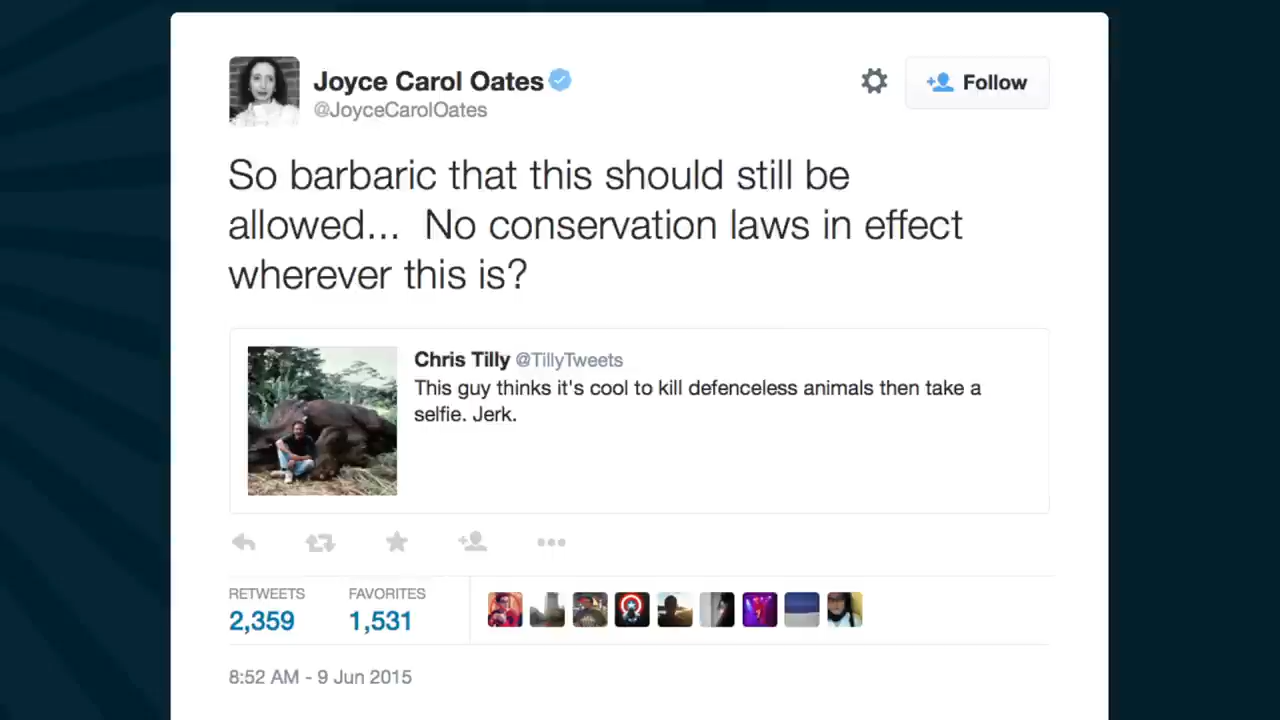 Joyce Carol Oates
@JoyceCarolOates
Follow
So barbaric that this should still be
allowed...  No conservation laws in effect
wherever this is?
Chris Tilly @TillyTweets
This guy thinks it's cool to kill defenceless animals then take a
selfie. Jerk.
RETWEETS FAVORITES
2,359 1,531
8:52 AM - 9 Jun 2015